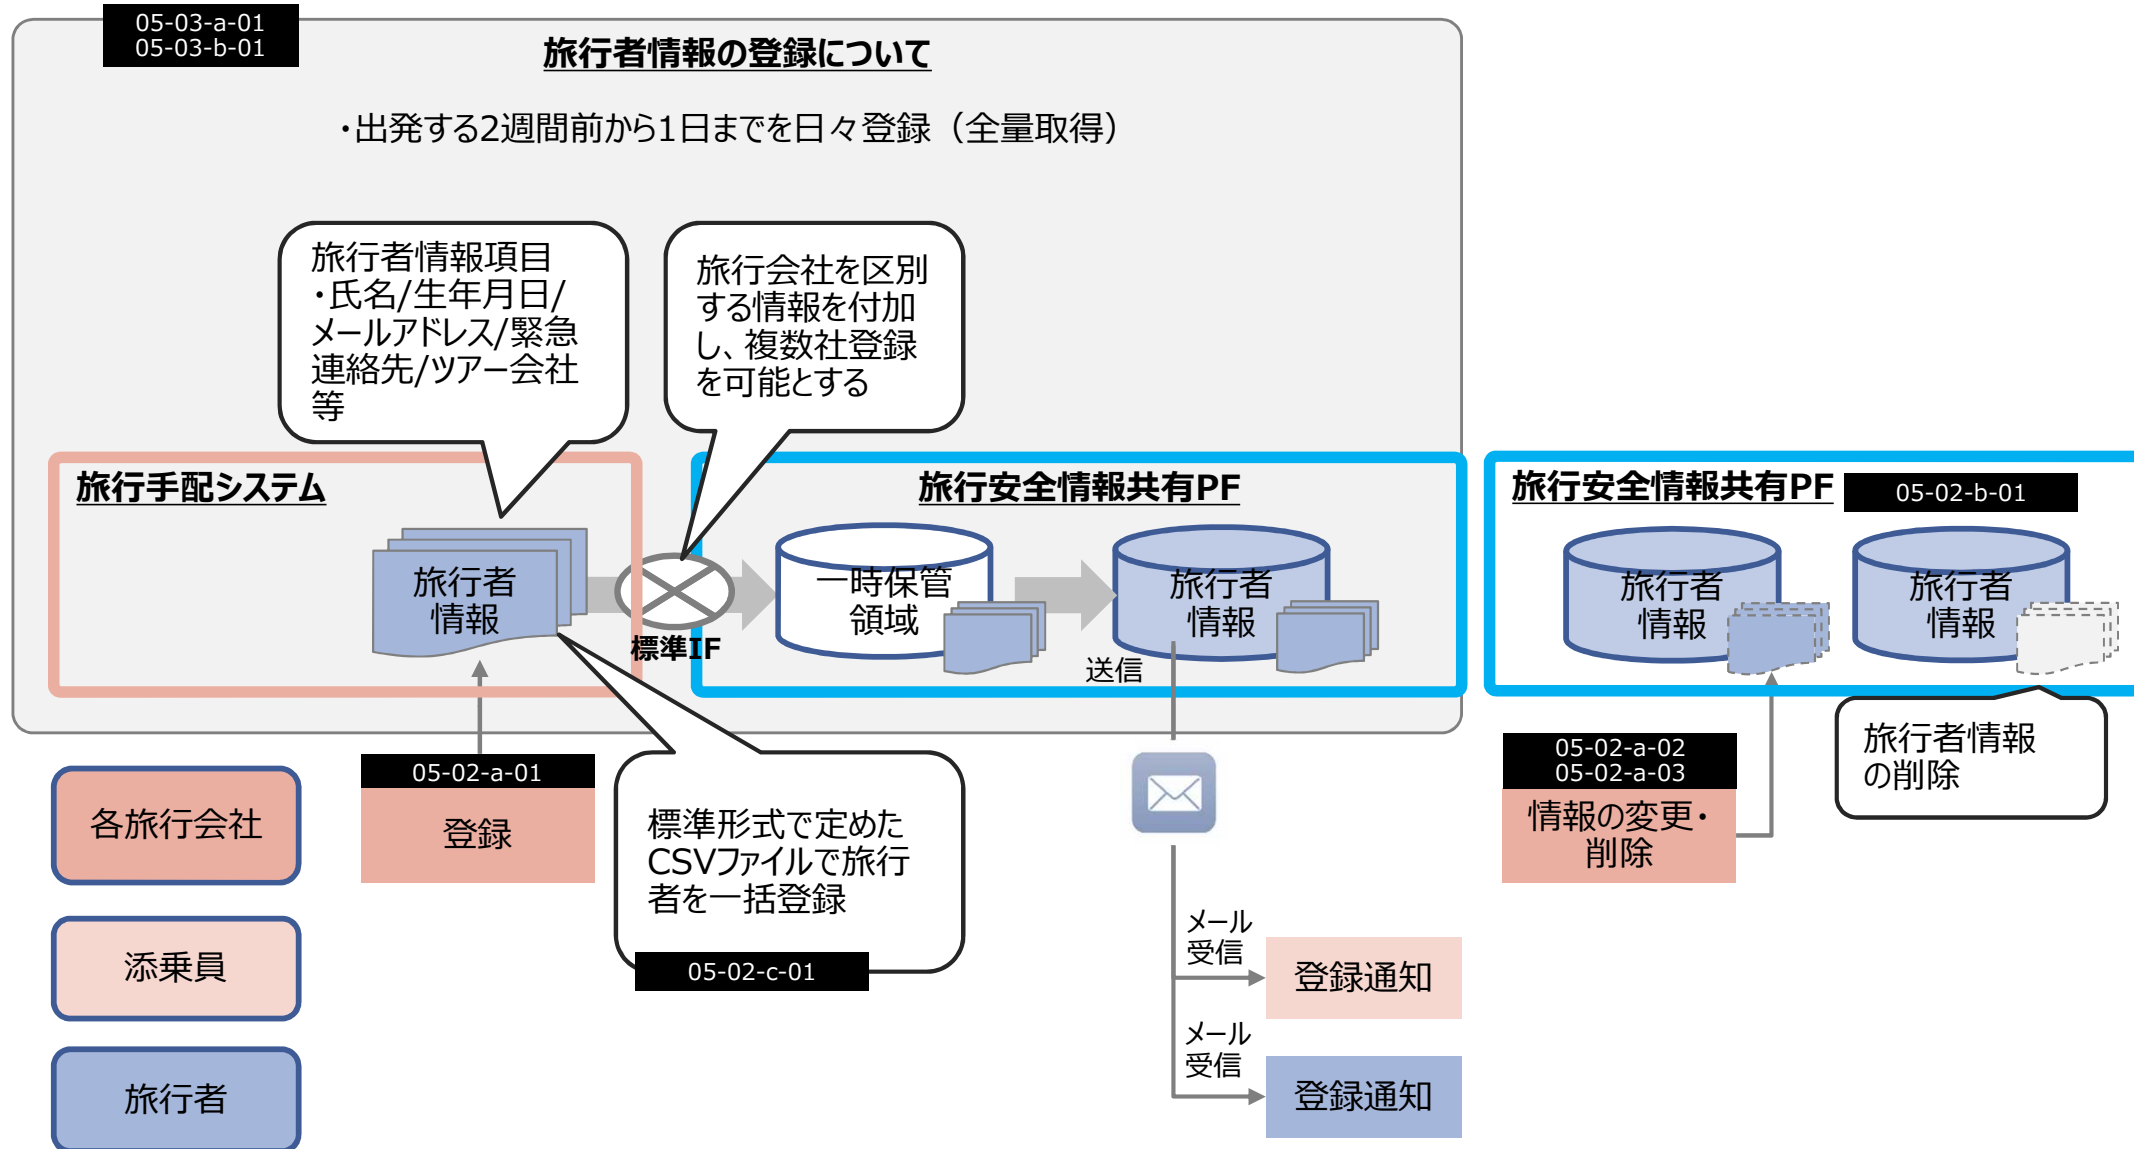 05-03-a-01
05-03-b-01
旅行者情報の登録について
・出発する2週間前から1日までを日々登録（全量取得）
旅行者情報項目
・氏名/生年月日/
メールアドレス/緊急
連絡先/ツアー会社
等
旅行会社を区別
する情報を付加
し、複数社登録
を可能とする
旅行手配システム
旅行者
情報
標準IF
旅行安全情報共有PF
一時保管
領域
旅行者
情報
送信
旅行安全情報共有PF
05-02-b-01
旅行者
情報
旅行者
情報
旅行者情報
の削除
05-02-a-02
05-02-a-03
情報の変更・
削除
05-02-a-01
登録
標準形式で定めた
CSVファイルで旅行
者を一括登録
05-02-c-01
各旅行会社
添乗員
旅行者
メール
受信
登録通知
メール
受信
登録通知